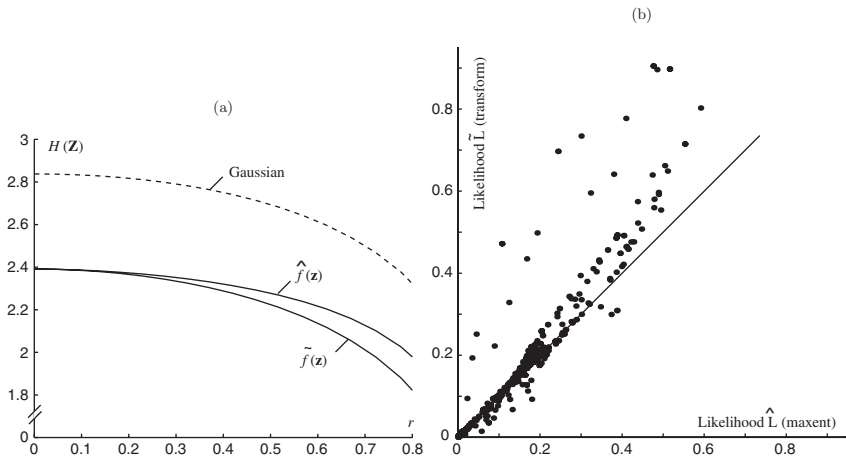 (a)
3
H (Z)
2.8
Gaussian
2.4
f̂ (z)
2.2
2
f̃ (z)
1.8
0
r
0 0.1 0.2 0.3 0.4 0.5 0.6 0.7 0.8
(b)
0.8
Likelihood L̃ (transform)
0.6
0.4
0.2
Likelihood L̂ (maxent)
0
0 0.2 0.4 0.6 0.8